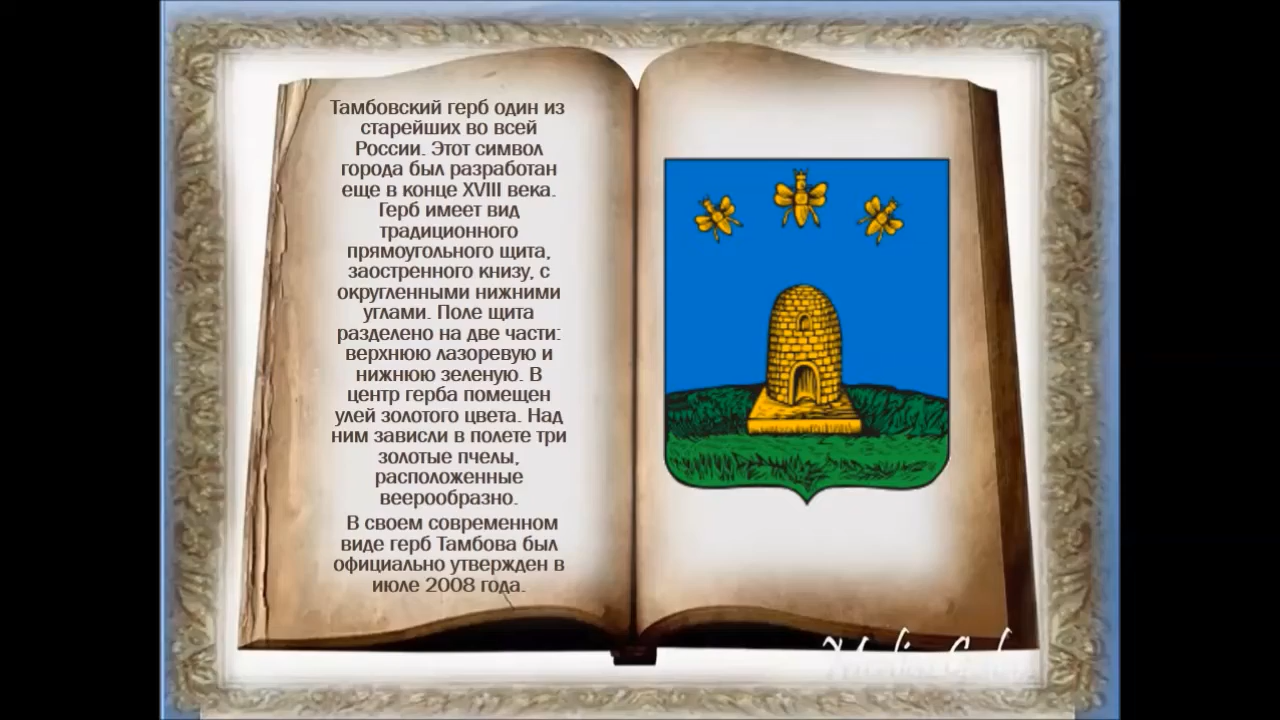 Тамбовский герб один из
старейших во всей
России. Этот символ
города был разработан
еще в конце XVIII века.
Герб имеет вид
традиционного
прямоугольного щита,
заостренного книзу, с
округленными нижними
углами. Поле щита
разделено на две части:
верхнюю лазоревую и
нижнюю зеленую. В
центр герба помещен
улей золотого цвета. Над
ним зависли в полете три
золотые пчелы,
расположенные
веерообразно.
В своем современном
виде герб Тамбова был
официально утвержден в
июле 2008 года.